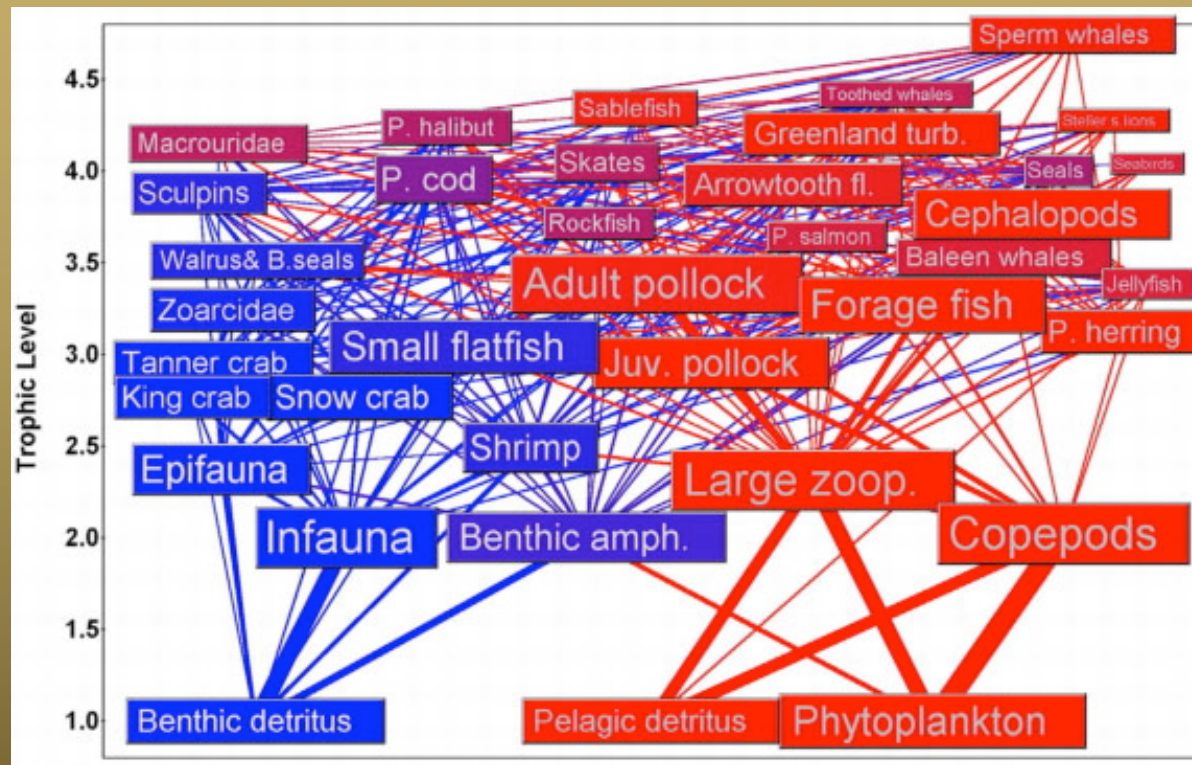 Sperm whales
4.5
Toothed whales
Sablefish
Steller s.lions
P. halibut
Greenland turb.
Macrouridae
4.0
Skates
Seabirds
Seals
P. cod
Arrowtooth fl.
Sculpins
Cephalopods
Rockfish
P. salmon
3.5
Walrus& B.seals
Baleen whales
Adult pollock
Jellyfish
Forage fish
Zoarcidae
P. herring
Trophic Level
3.0
Small flatfish
Tanner crab
Juv. pollock
King crab
Snow crab
2.5
Shrimp
Epifauna
Large zoop.
2.0
Infauna
Benthic amph.
Copepods
1.5
1.0
Benthic detritus
Pelagic detritus
Phytoplankton